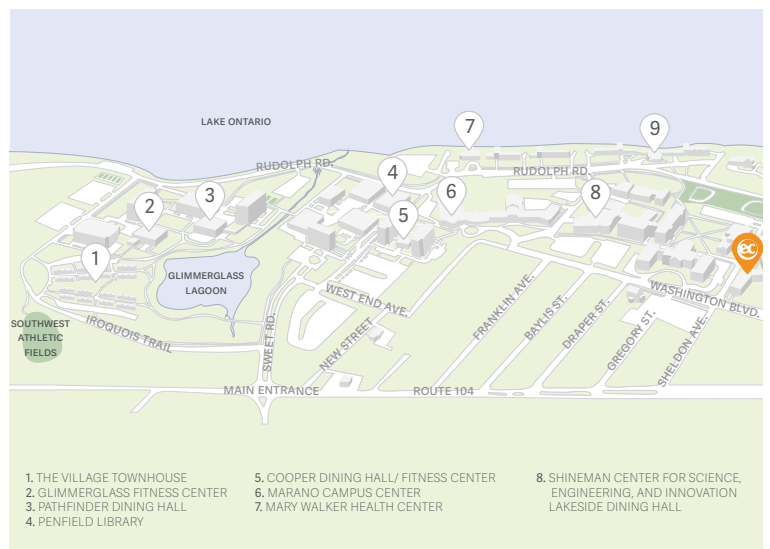 LAKE ONTARIO
7
9
RUDOLPH RD.
RUDOLPH RD.
4
3
6
8
2
5
ec
1
GLIMMERGLASS
LAGOON
WASHINGTON BLVD.
WEST END AVE.
FRANKLIN AVE.
BAYLIS ST.
DRAPER ST.
GREGORY ST.
SHELDON AVE.
SOUTHWEST
ATHLETIC
FIELDS
IROQUOIS TRAIL
SWEET RD.
NEW STREET
MAIN ENTRANCE
ROUTE 104
1. THE VILLAGE TOWNHOUSE
2. GLIMMERGLASS FITNESS CENTER
3. PATHFINDER DINING HALL
4. PENFIELD LIBRARY
5. COOPER DINING HALL/ FITNESS CENTER
6. MARANO CAMPUS CENTER
7. MARY WALKER HEALTH CENTER
8. SHINEMAN CENTER FOR SCIENCE,
ENGINEERING, AND INNOVATION
LAKESIDE DINING HALL